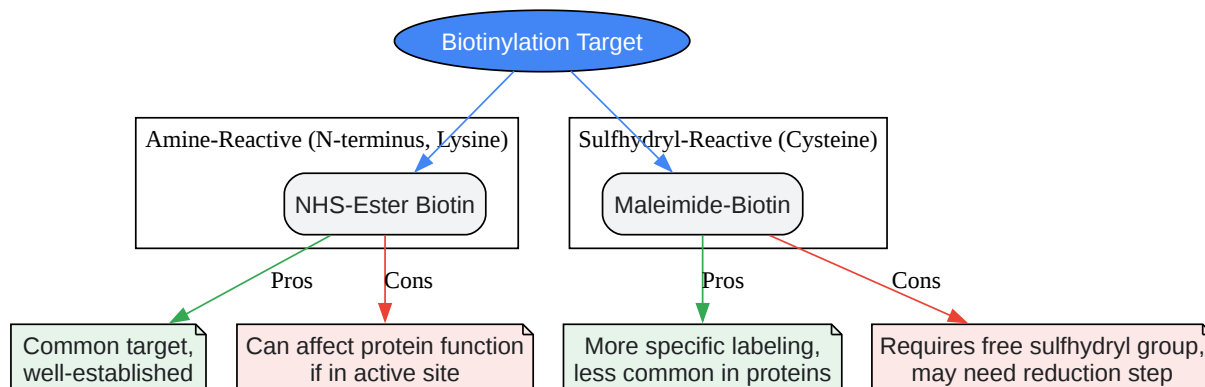 Biotinylation Target
Amine-Reactive (N-terminus, Lysine)
Sulfhydryl-Reactive (Cysteine)
NHS-Ester Biotin
Maleimide-Biotin
Pros
Cons
Pros
Cons
Common target,
well-established
Can affect protein function
if in active site
More specific labeling,
less common in proteins
Requires free sulfhydryl group,
may need reduction step